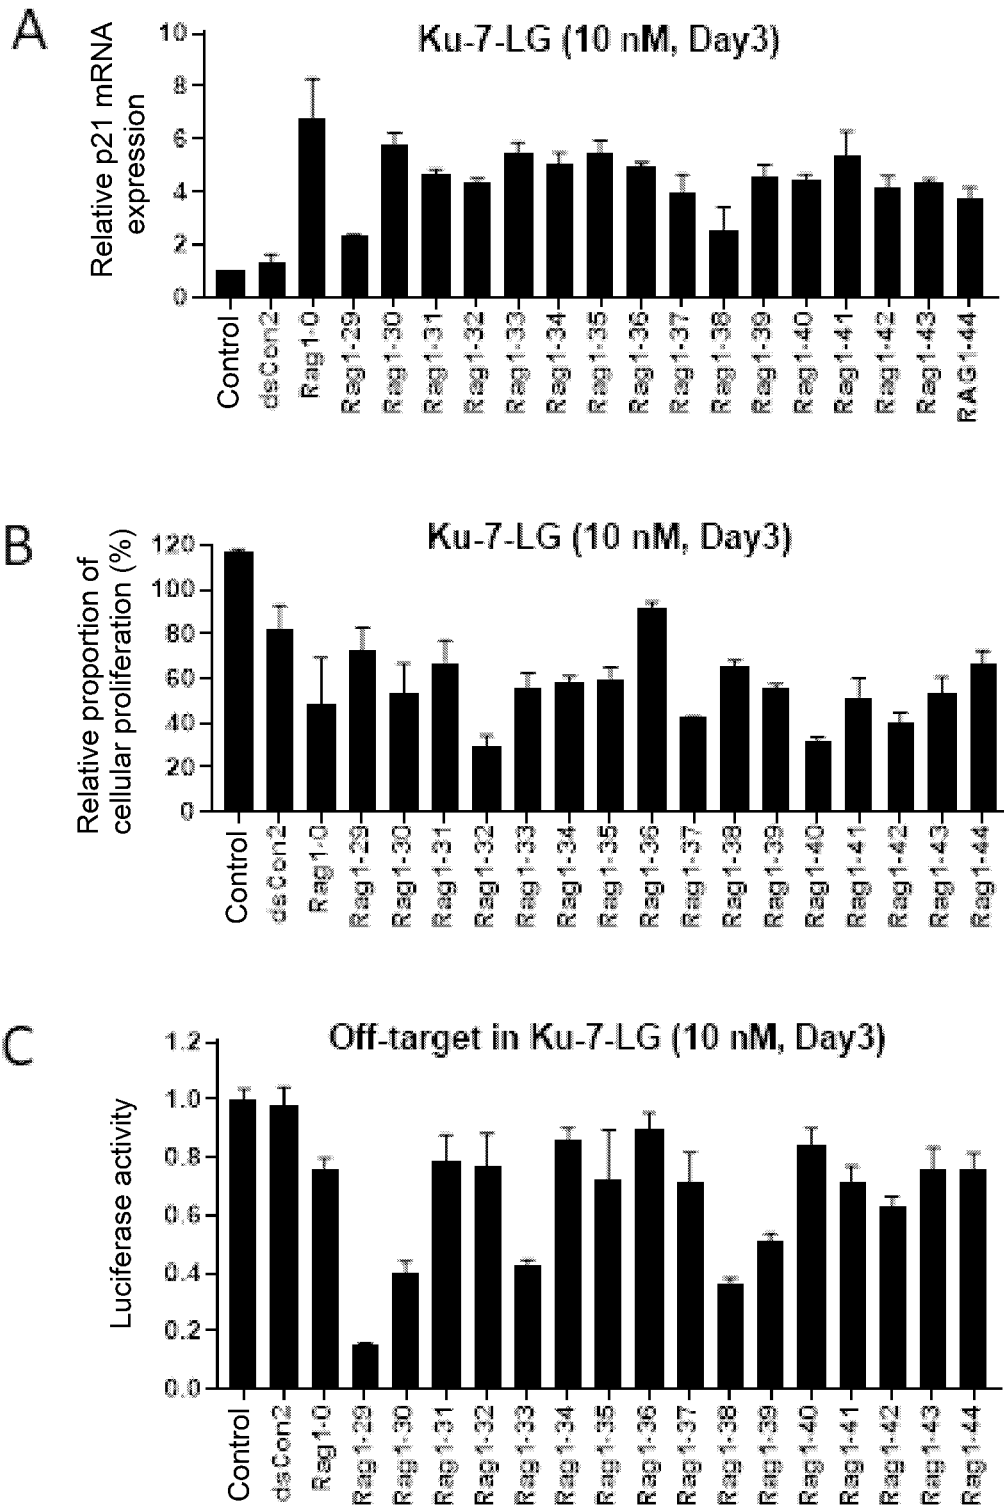 A
Ku-7-LG (10 nM, Day3)
Relative p21 mRNA
expression
10
8
6
4
2
0
Control
dsCon2
Rag1-0
Rag1-29
Rag1-30
Rag1-31
Rag1-32
Rag1-33
Rag1-34
Rag1-35
Rag1-36
Rag1-37
Rag1-38
Rag1-39
Rag1-40
Rag1-41
Rag1-42
Rag1-43
RAG1-44
B
Ku-7-LG (10 nM, Day3)
Relative proportion of
cellular proliferation (%)
120
100
80
60
40
20
0
Control
dsCon2
Rag1-0
Rag1-29
Rag1-30
Rag1-31
Rag1-32
Rag1-33
Rag1-34
Rag1-35
Rag1-36
Rag1-37
Rag1-38
Rag1-39
Rag1-40
Rag1-41
Rag1-42
Rag1-43
Rag1-44
C
Off-target in Ku-7-LG (10 nM, Day3)
Luciferase activity
1.2
1.0
0.8
0.6
0.4
0.2
0.0
Control
dsCon2
Rag1-0
Rag1-29
Rag1-30
Rag1-31
Rag1-32
Rag1-33
Rag1-34
Rag1-35
Rag1-36
Rag1-37
Rag1-38
Rag1-39
Rag1-40
Rag1-41
Rag1-42
Rag1-43
Rag1-44